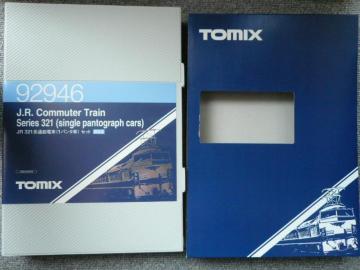 92946
J.R. Commuter Train
Series 321 (single pantograph cars)
JR 321系通勤電車(1パンタ車)セット
TOMIX
TOMIX